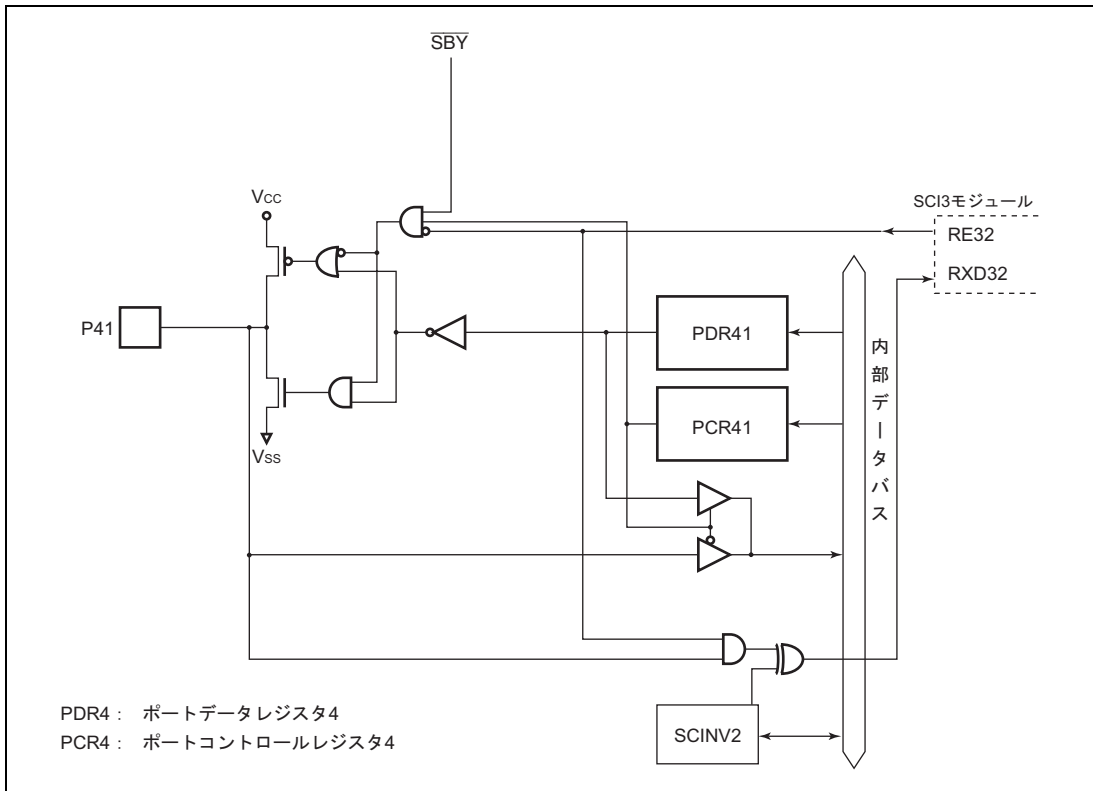 SBY
VCC
SCI3モジュール
RE32
RXD32
P41
PDR41
PCR41
内部データバス
VSS
SCINV2
PDR4： ポートデータレジスタ4
PCR4： ポートコントロールレジスタ4